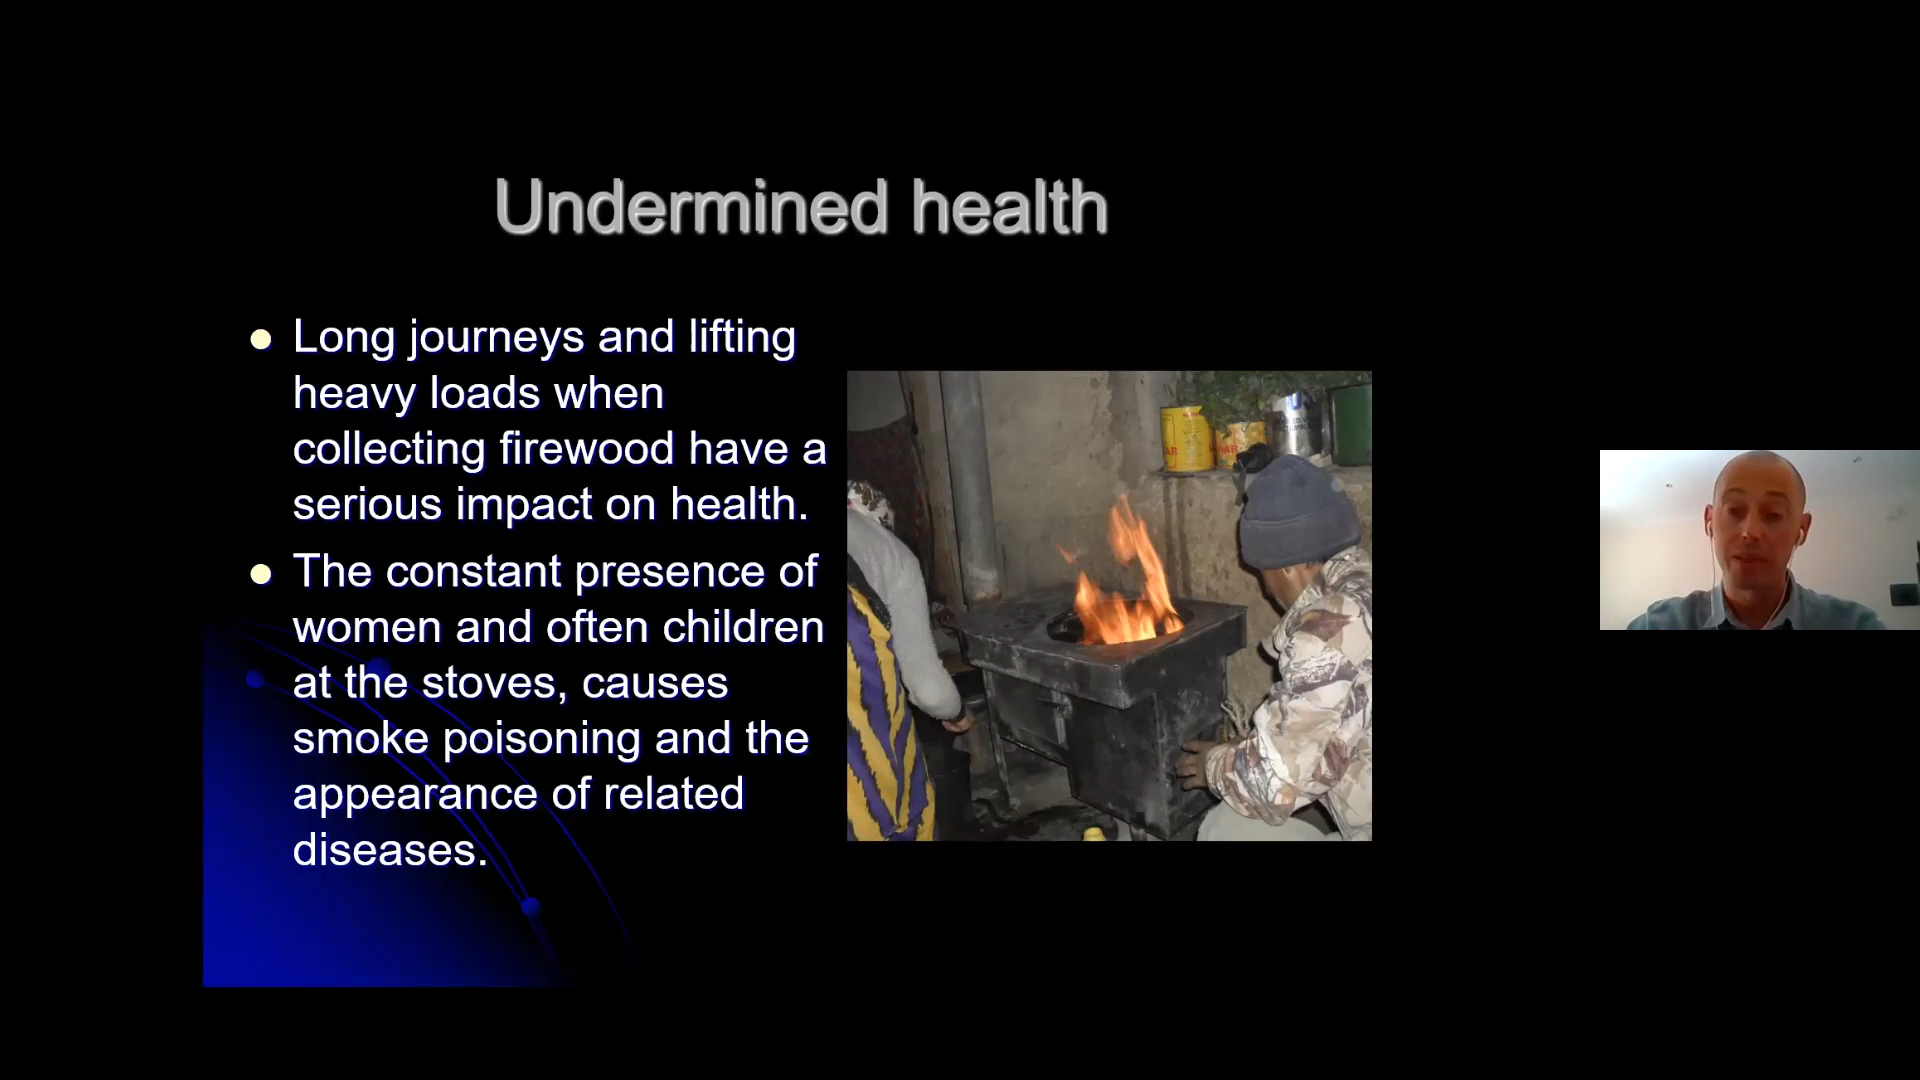 Undermined health
Long journeys and lifting
heavy loads when
collecting firewood have a
serious impact on health.
The constant presence of
women and often children
at the stoves, causes
smoke poisoning and the
appearance of related
diseases.